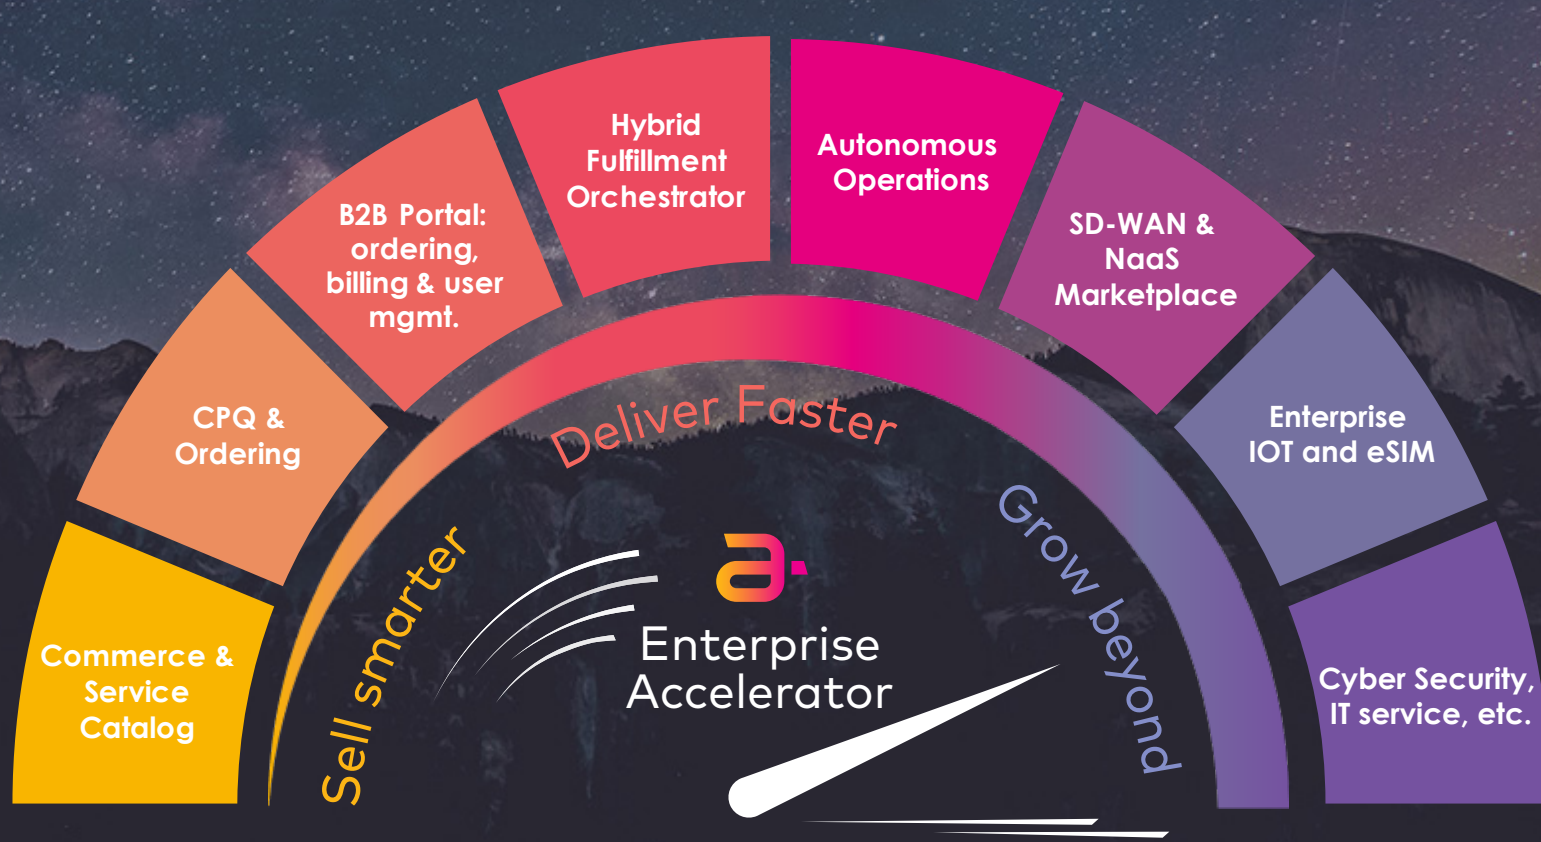 Hybrid
Fulfillment
Orchestrator
Autonomous
Operations
B2B Portal:
ordering,
billing & user
mgmt.
SD-WAN &
NaaS
Marketplace
CPQ &
Ordering
Enterprise
IOT and eSIM
Commerce &
Service
Catalog
Cyber Security,
IT service, etc.
Sell smarter
Deliver Faster
Grow beyond
a
Enterprise
Accelerator